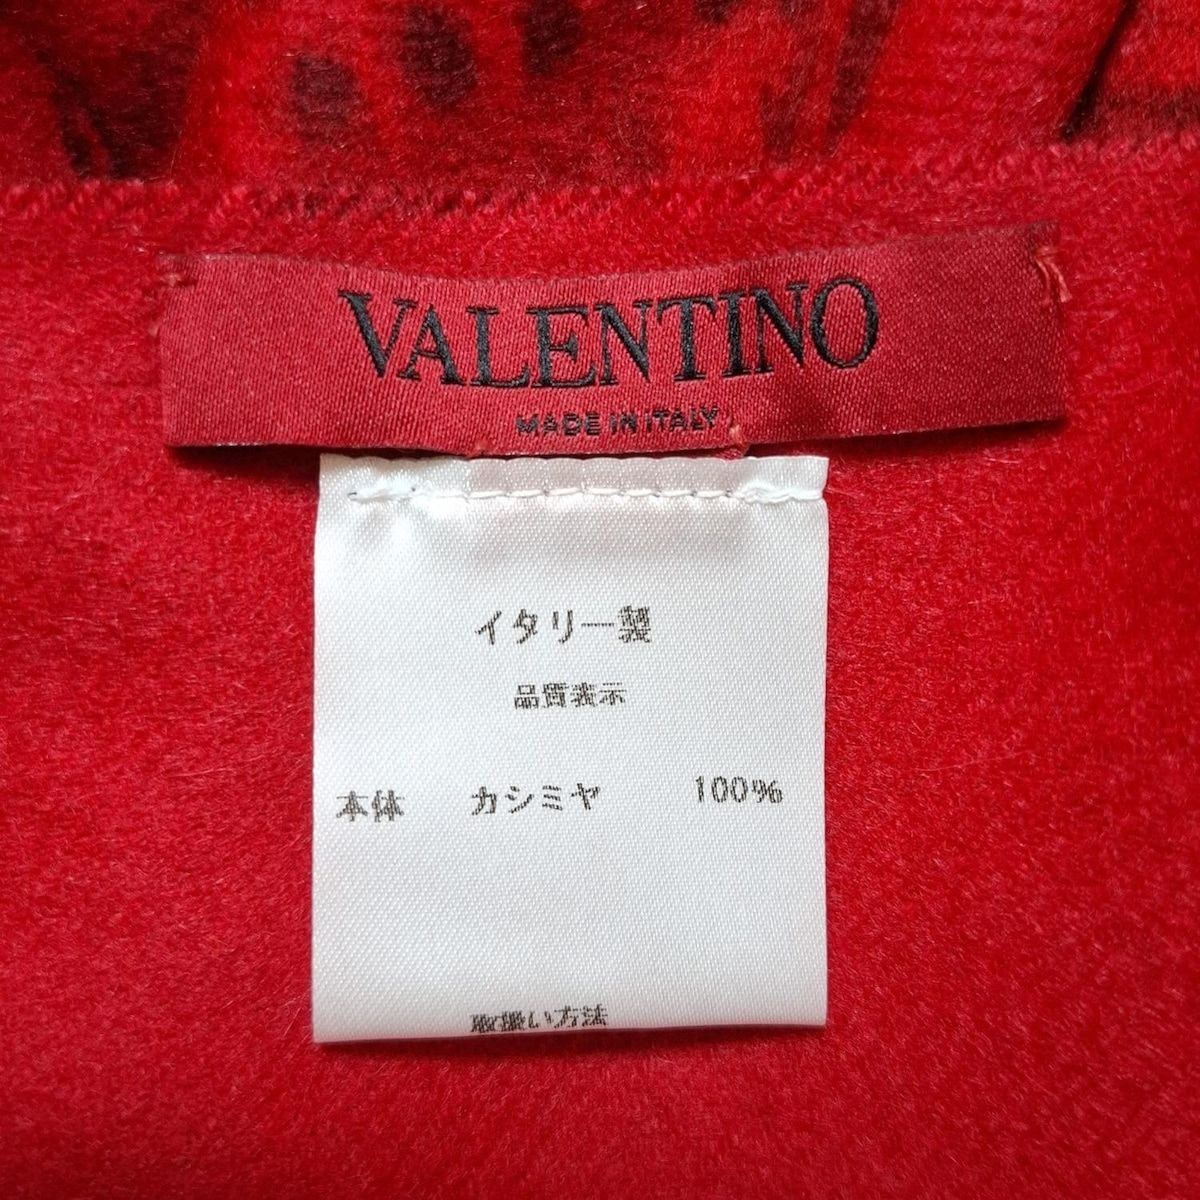 VALENTINO
MADE IN ITALY
イタリー製
品質表示
本体 カシミヤ 100%
取扱い方法